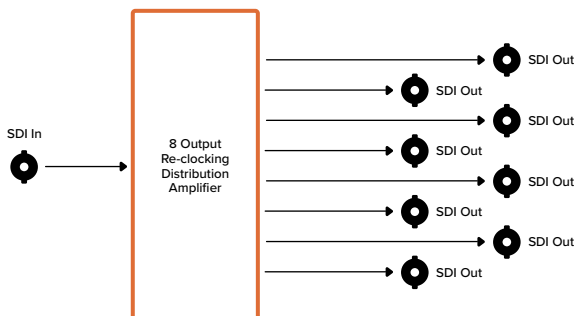 SDI In
8 Output
Re-clocking
Distribution
Amplifier
SDI Out
SDI Out
SDI Out
SDI Out
SDI Out
SDI Out
SDI Out
SDI Out